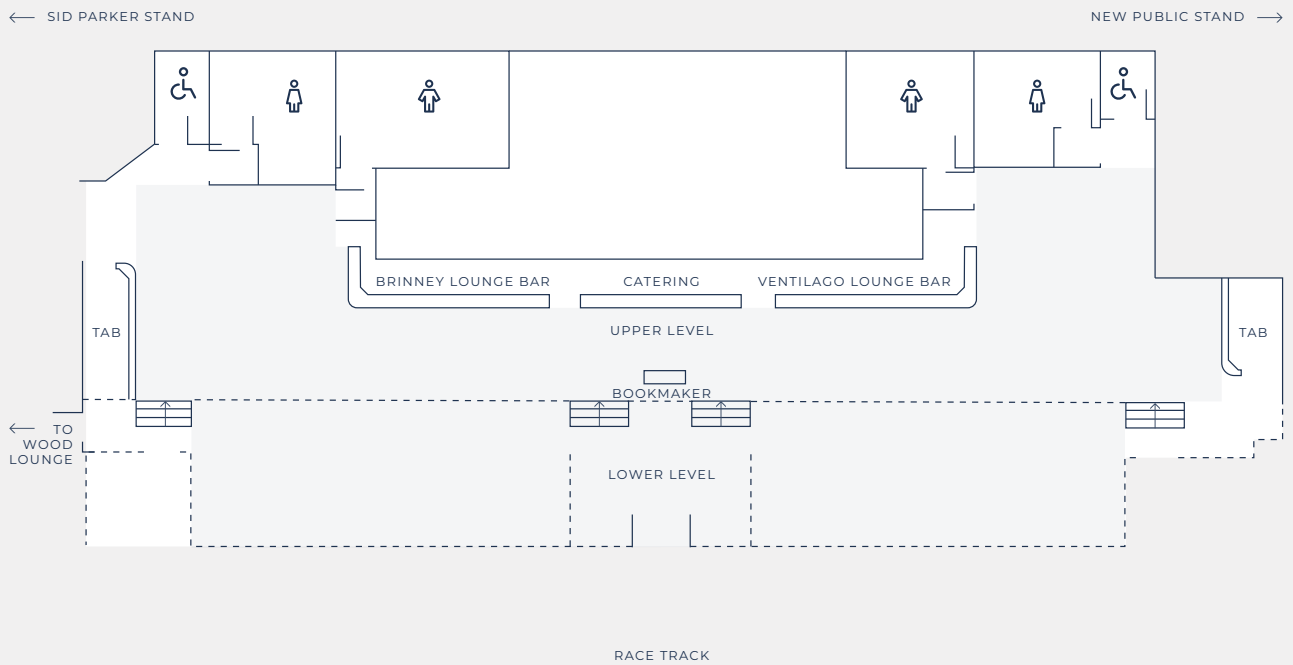 SID PARKER STAND
NEW PUBLIC STAND
BRINNEY LOUNGE BAR
CATERING
VENTILAGO LOUNGE BAR
UPPER LEVEL
TAB
TAB
BOOKMAKER
TO
WOOD
LOUNGE
LOWER LEVEL
RACE TRACK